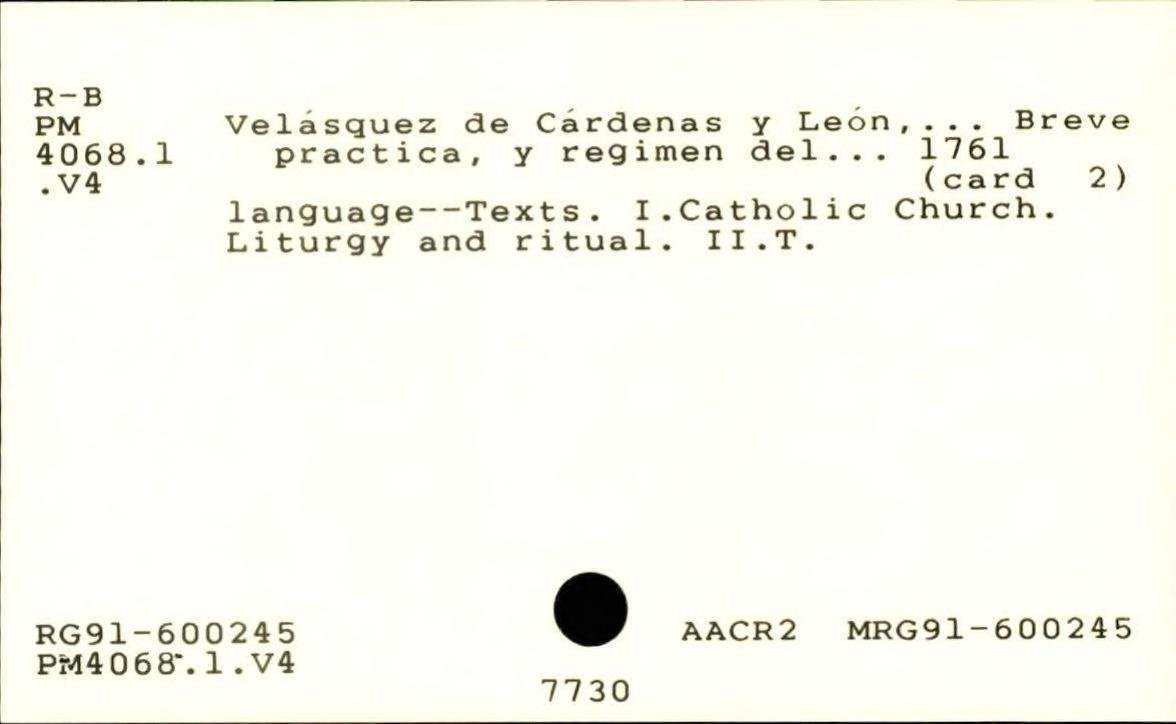 R-B
PM
4068.1
.V4
Velásquez de Cárdenas y León,... Breve
practica, y regimen del... 1761
(card 2)
language--Texts. I.Catholic Church.
Liturgy and ritual. II.T.
RG91-600245
PM4068.1.V4
AACR2 MRG91-600245
7730